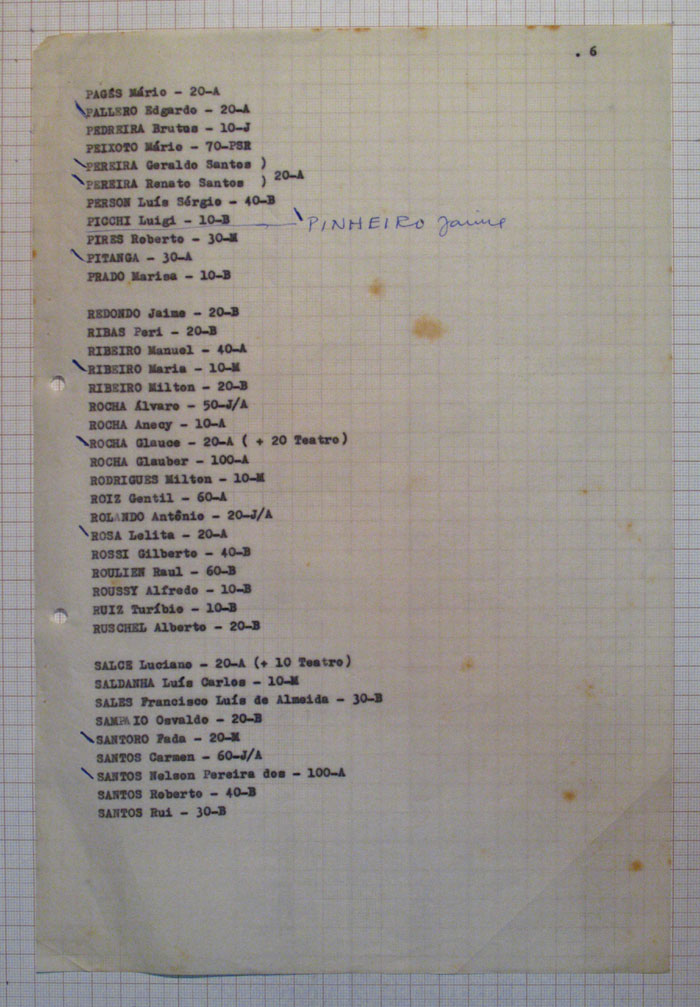 . 6
PAGÉS Mário - 20-A
PALLERO Edgardo - 20-A
PEDREIRA Brutus - 10-J
PEIXOTO Mário - 70-PSR
PEREIRA Geraldo Santos )
PEREIRA Renato Santos ) 20-A
PERSON Luís Sérgio - 40-B
PICCHI Luigi - 10-B PINHEIRO Jaime
PIRES Roberto - 30-M
PITANGA - 30-A
PRADO Marisa - 10-B
REDONDO Jaime - 20-B
RIBAS Peri - 20-B
RIBEIRO Manuel - 40-A
RIBEIRO Maria - 10-M
RIBEIRO Milton - 20-B
ROCHA Álvaro - 50-J/A
ROCHA Anecy - 10-A
ROCHA Glauce - 20-A ( + 20 Teatro)
ROCHA Glauber - 100-A
RODRIGUES Milton - 10-M
ROIZ Gentil - 60-A
ROLANDO Antônio - 20-J/A
ROSA Lolita - 20-A
ROSSI Gilberto - 40-B
ROULIEN Raul - 60-B
ROUSSY Alfredo - 10-B
RUIZ Turíbio - 10-B
RUSCHEL Alberto - 20-B
SALCE Luciano - 20-A (+ 10 Teatro)
SALDANHA Luís Carlos - 10-M
SALES Francisco Luís de Almeida - 30-B
SAMPAIO Osvaldo - 20-B
SANTORO Fada - 20-M
SANTOS Carmen - 60-J/A
SANTOS Nelson Pereira dos - 100-A
SANTOS Roberto - 40-B
SANTOS Rui - 30-B